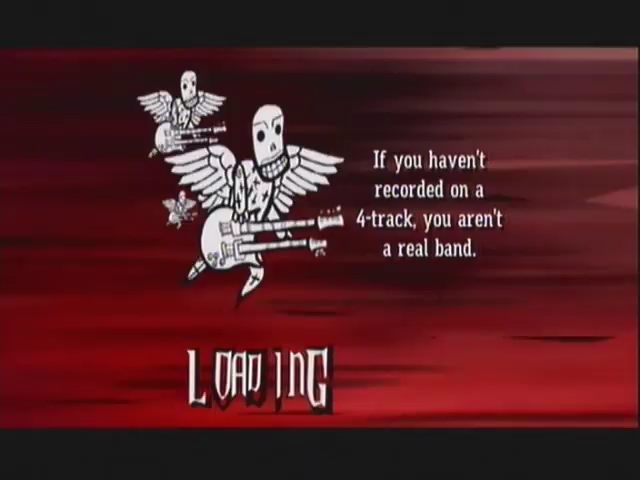 If you haven't
recorded on a
4-track, you aren't
a real band.
LOADING